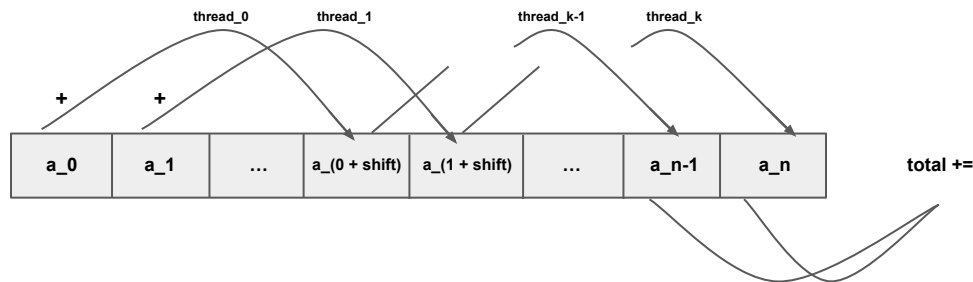 thread_0
thread_1
thread_k-1
thread_k
+
+
a_0
a_1
...
a_(0 + shift)
a_(1 + shift)
...
a_n-1
a_n
total +=